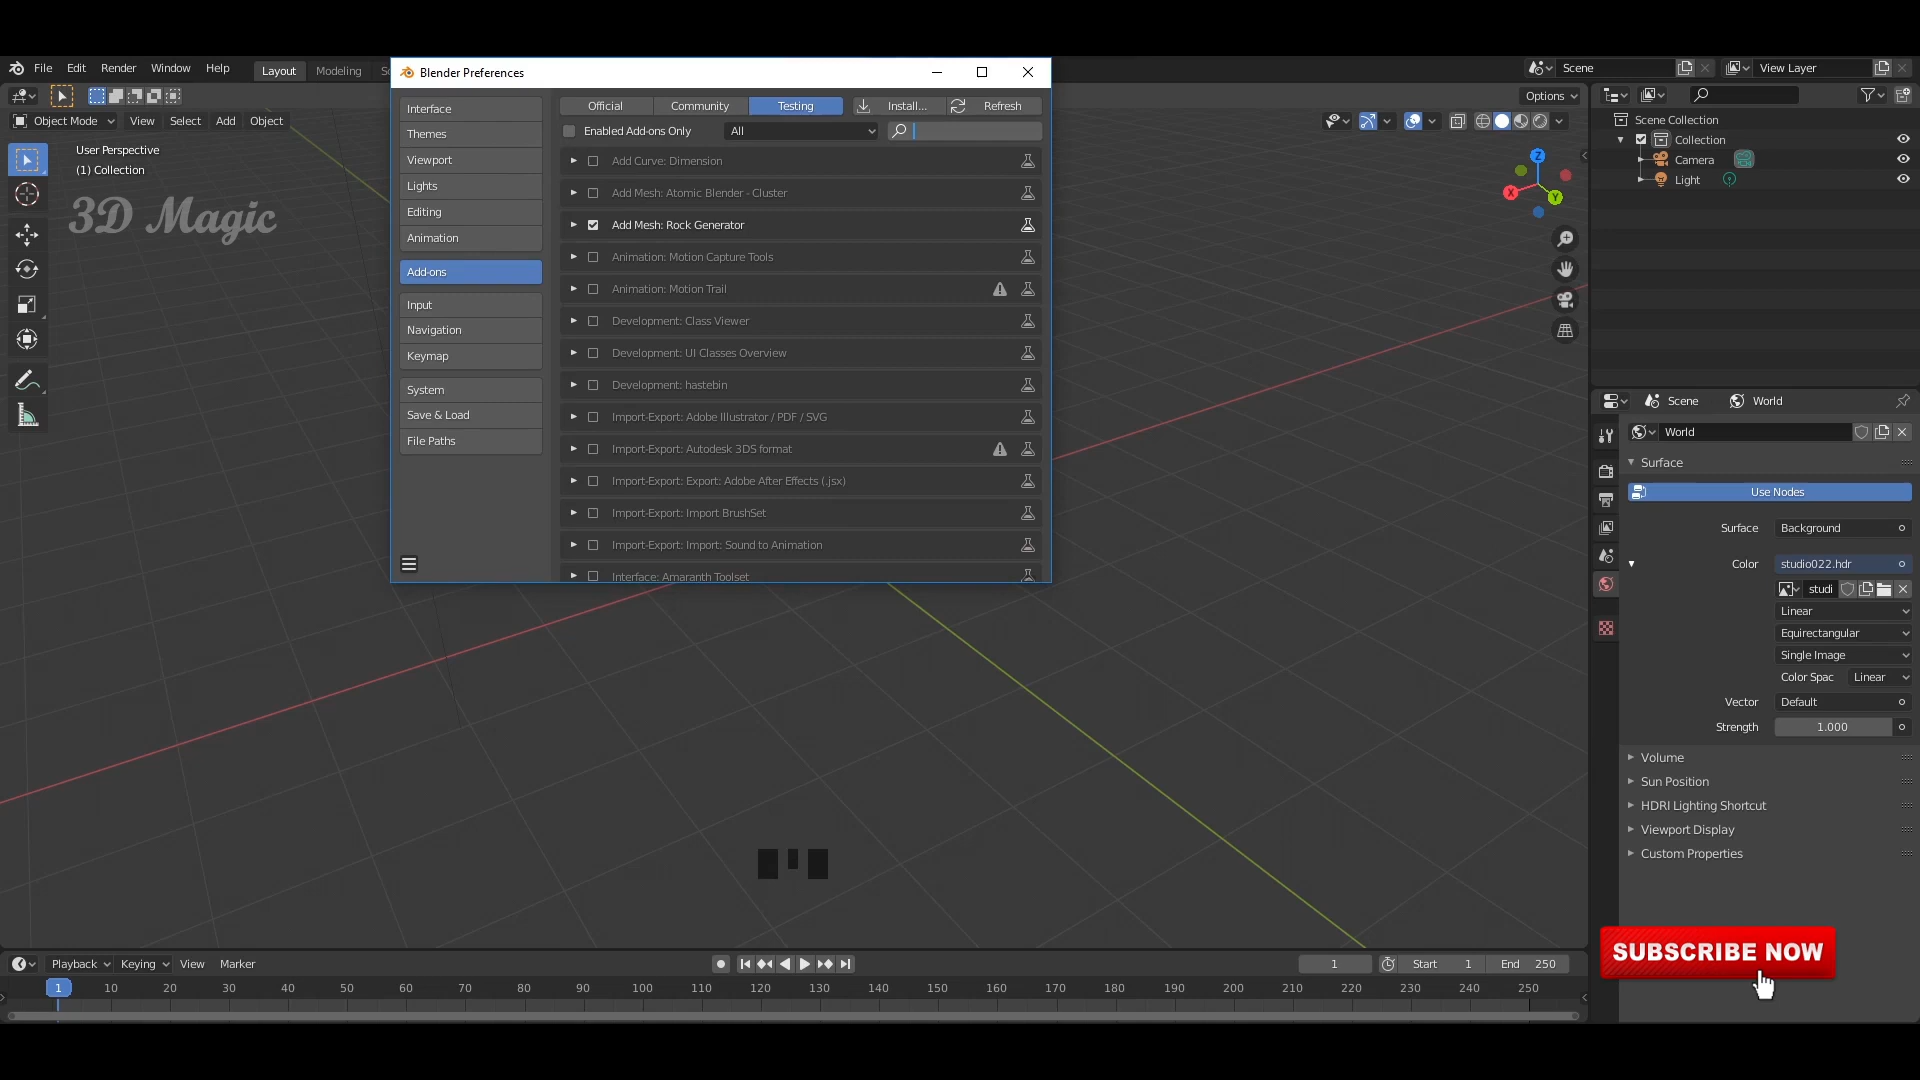 File Edit Render Window Help Layout Modeling Sc
Blender Preferences
Scene View Layer
Options
Object Mode View Select Add Object
User Perspective
(1) Collection
3D Magic
Interface
Themes
Viewport
Lights
Editing
Animation
Add-ons
Input
Navigation
Keymap
System
Save & Load
File Paths
Official Community Testing Install... Refresh
Enabled Add-ons Only All
Add Curve: Dimension
Add Mesh: Atomic Blender - Cluster
Add Mesh: Rock Generator
Animation: Motion Capture Tools
Animation: Motion Trail
Development: Class Viewer
Development: UI Classes Overview
Development: hastebin
Import-Export: Adobe Illustrator / PDF / SVG
Import-Export: Autodesk 3DS format
Import-Export: Export: Adobe After Effects (.jsx)
Import-Export: Import BrushSet
Import-Export: Import: Sound to Animation
Interface: Amaranth Toolset
Z
X
Y
Scene Collection
Collection
Camera
Light
Scene World
World
Surface
Use Nodes
Surface Background
Color studio022.hdr
studi
Linear
Equirectangular
Single Image
Color Spac Linear
Vector Default
Strength 1.000
Volume
Sun Position
HDRI Lighting Shortcut
Viewport Display
Custom Properties
SUBSCRIBE NOW
Playback Keying View Marker
1 Start 1 End 250
1 10 20 30 40 50 60 70 80 90 100 110 120 130 140 150 160 170 180 190 200 210 220 230 240 250